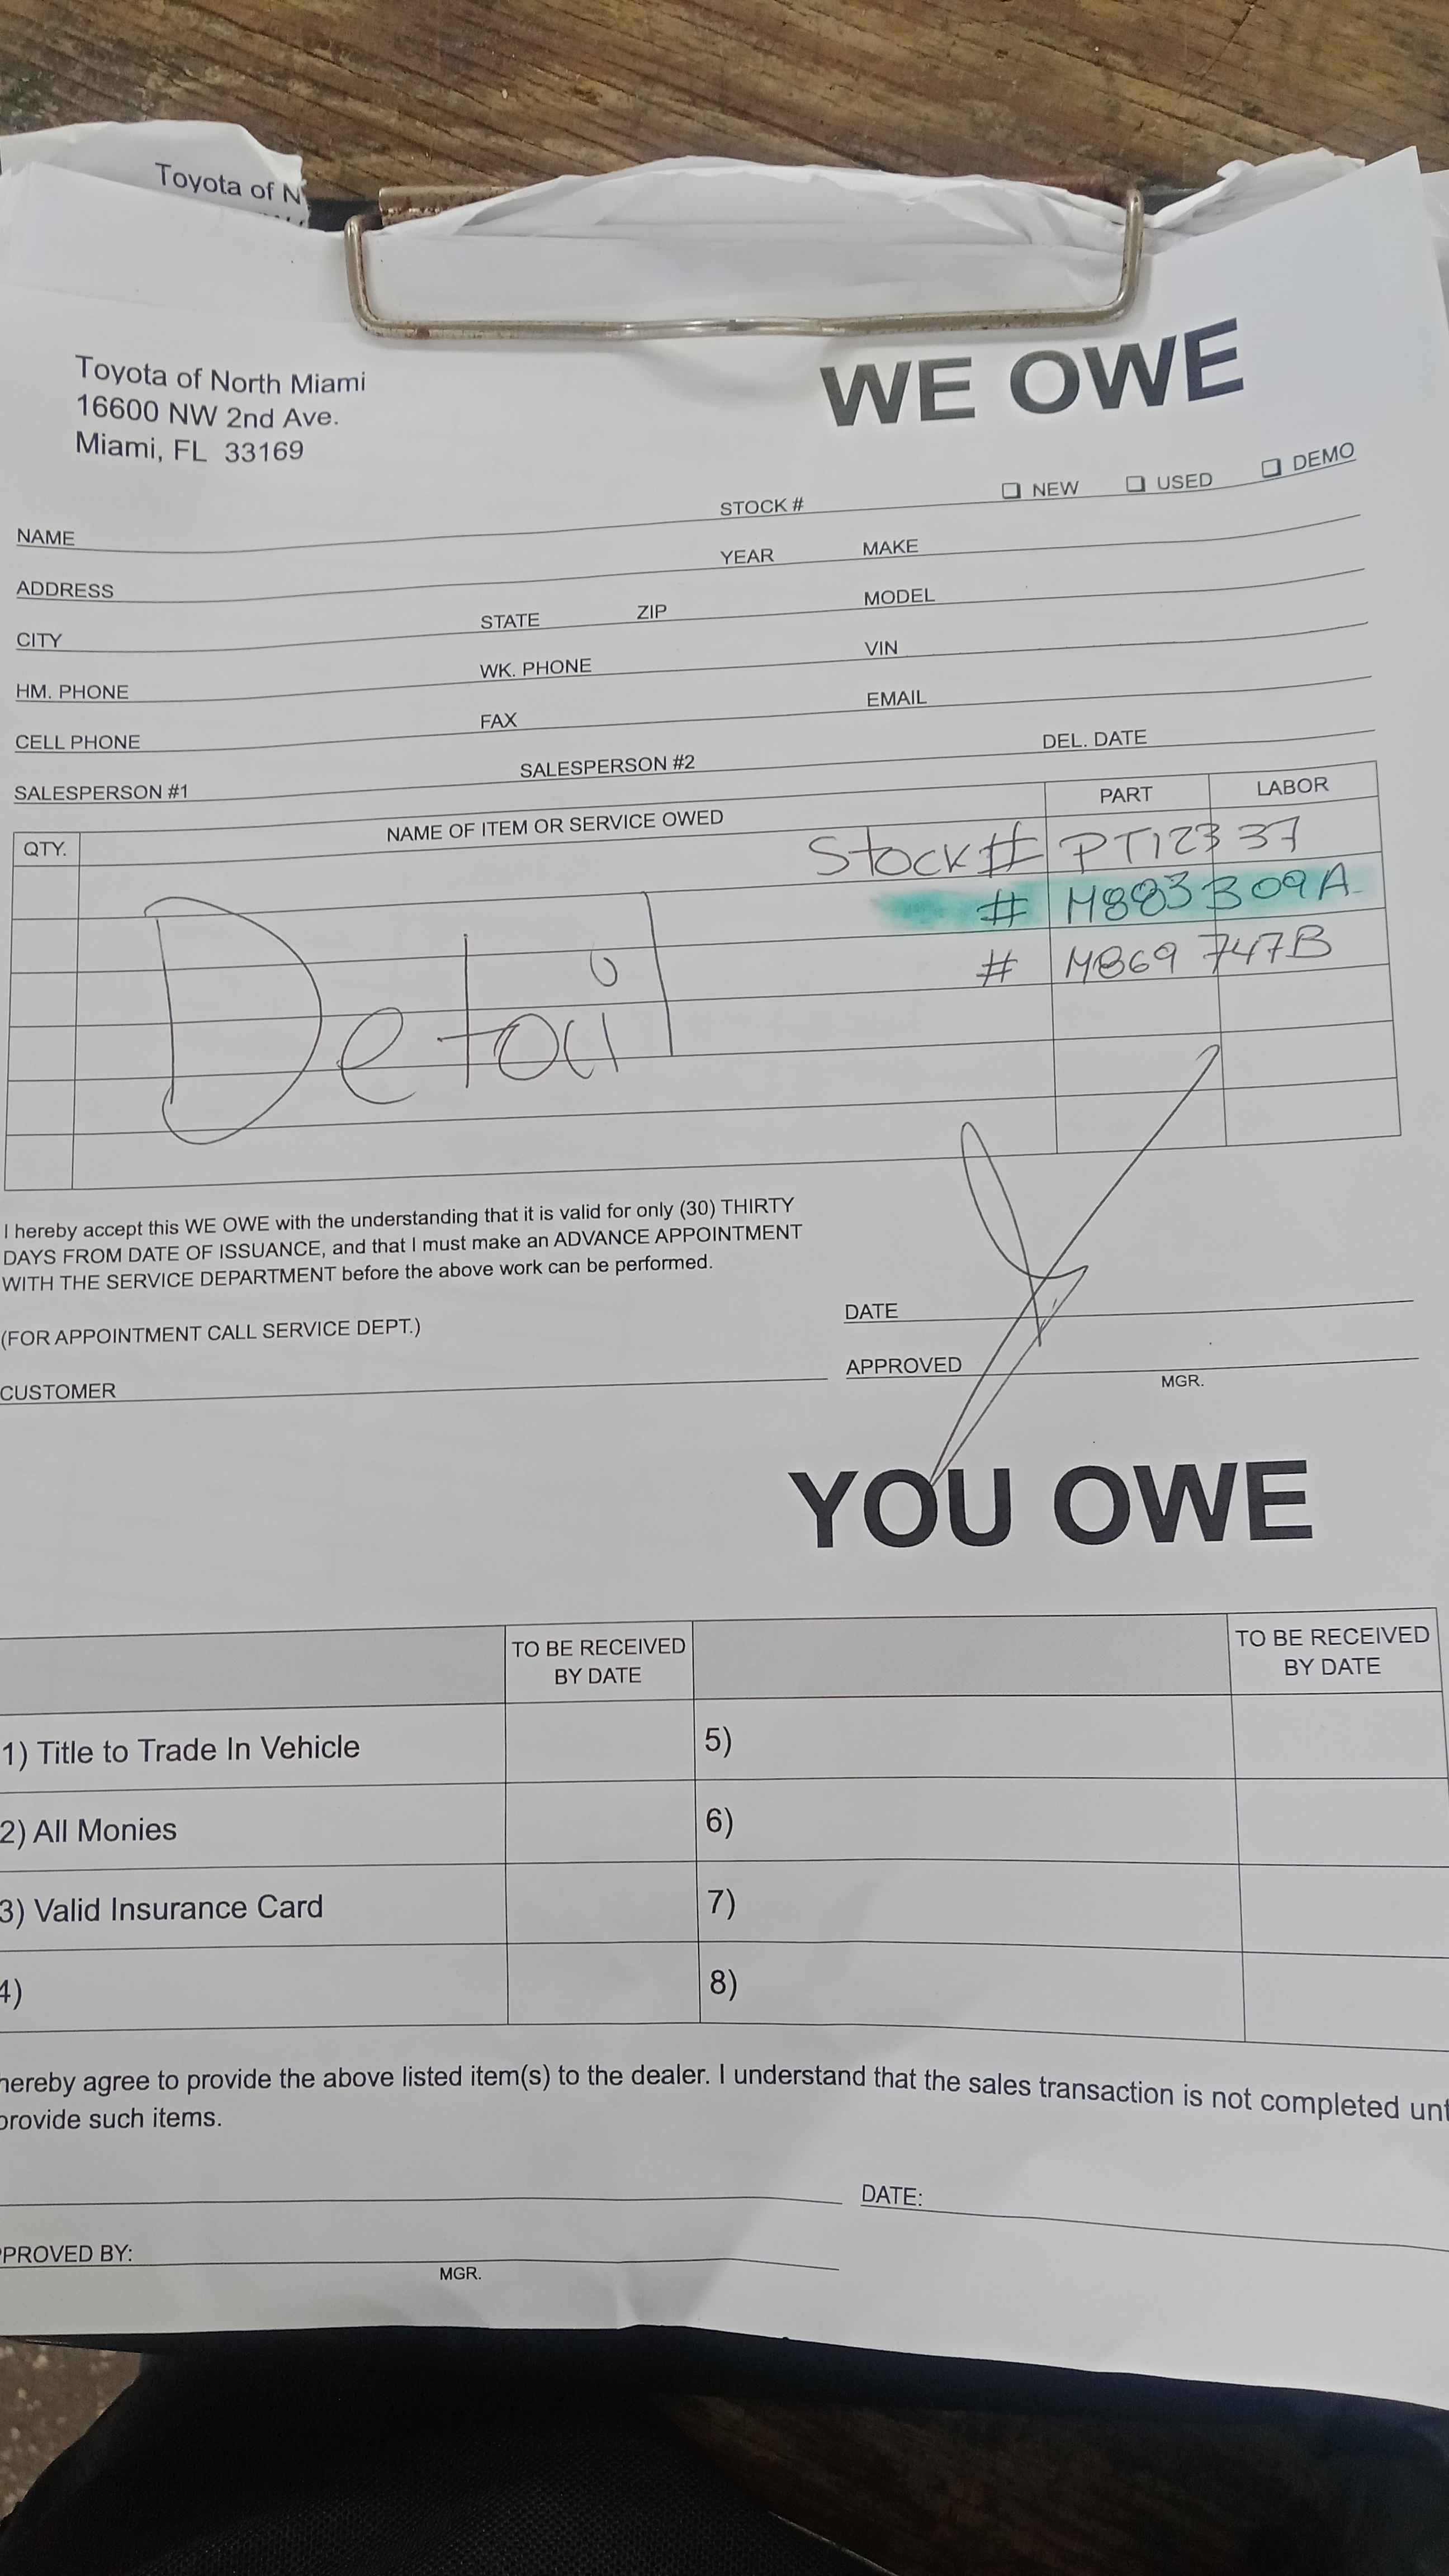 Toyota of N
Toyota of North Miami
16600 NW 2nd Ave.
Miami, FL 33169
WE OWE
STOCK # ❑ NEW ❑ USED ❑ DEMO
NAME
YEAR MAKE
ADDRESS
STATE ZIP MODEL
CITY
WK. PHONE VIN
HM. PHONE
FAX EMAIL
CELL PHONE
SALESPERSON #2 DEL. DATE
SALESPERSON #1
QTY. NAME OF ITEM OR SERVICE OWED PART LABOR
Stock# PT12337
# M883309A
# M869747B
Detail
I hereby accept this WE OWE with the understanding that it is valid for only (30) THIRTY
DAYS FROM DATE OF ISSUANCE, and that I must make an ADVANCE APPOINTMENT
WITH THE SERVICE DEPARTMENT before the above work can be performed.
(FOR APPOINTMENT CALL SERVICE DEPT.)
DATE
CUSTOMER
APPROVED
MGR.
YOU OWE
TO BE RECEIVED
BY DATE
TO BE RECEIVED
BY DATE
1) Title to Trade In Vehicle 5)
2) All Monies 6)
3) Valid Insurance Card 7)
4) 8)
hereby agree to provide the above listed item(s) to the dealer. I understand that the sales transaction is not completed unt
provide such items.
DATE:
PROVED BY:
MGR.